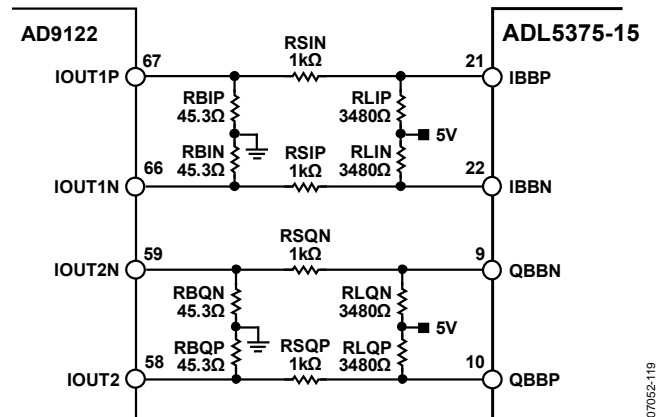 AD9122
ADL5375-15
RSIN
1kΩ
67
21
IOUT1P
IBBP
RBIP
45.3Ω
RLIP
3480Ω
5V
RBIN
45.3Ω
RSIP
1kΩ
RLIN
3480Ω
66
22
IOUT1N
IBBN
RSQN
1kΩ
59
9
IOUT2N
QBBN
RBQN
45.3Ω
RLQN
3480Ω
5V
RBQP
45.3Ω
RSQP
1kΩ
RLQP
3480Ω
58
10
IOUT2
QBBP
07052-119